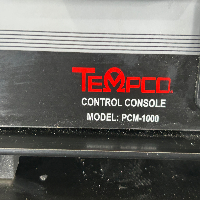 TEMPCO
CONTROL CONSOLE
MODEL: PCM-1000